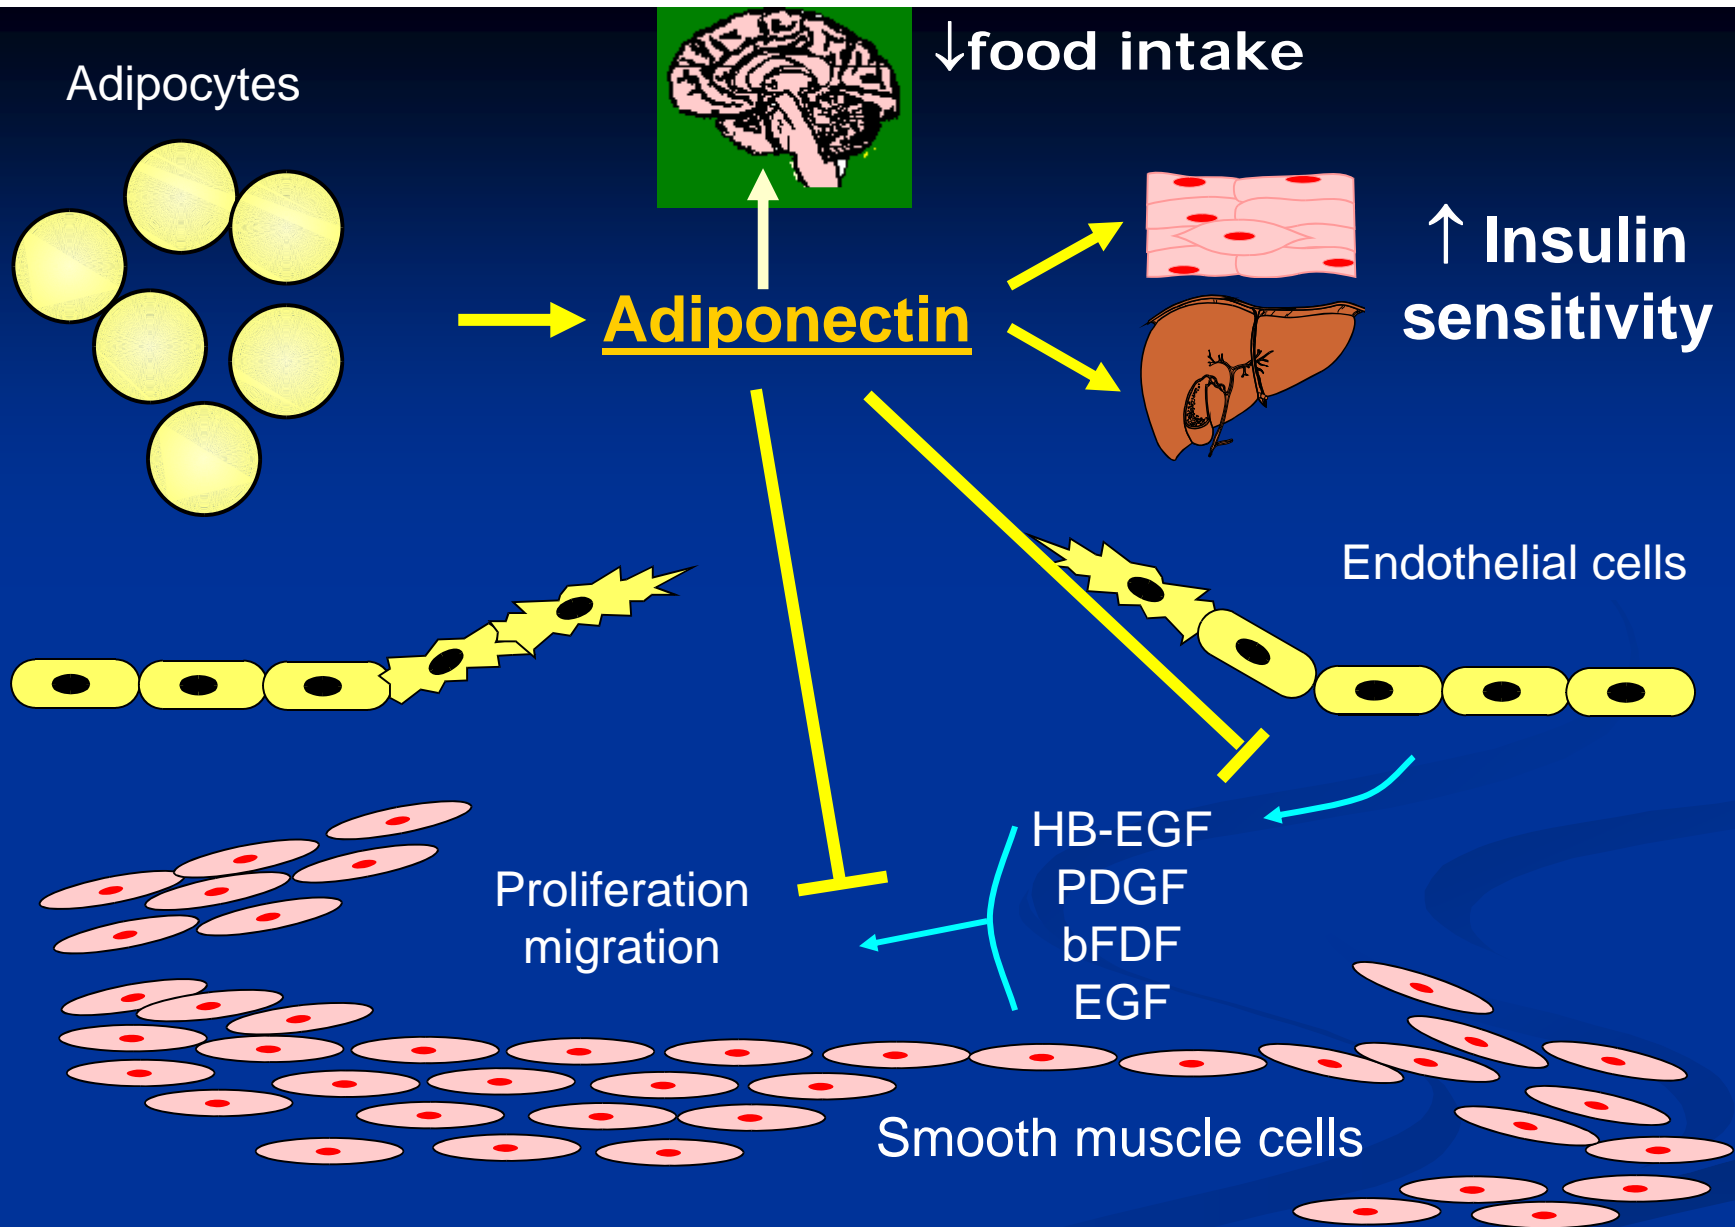 Adipocytes
↓food intake
↑ Insulin
sensitivity
Adiponectin
Endothelial cells
HB-EGF
PDGF
bFDF
EGF
Proliferation
migration
Smooth muscle cells